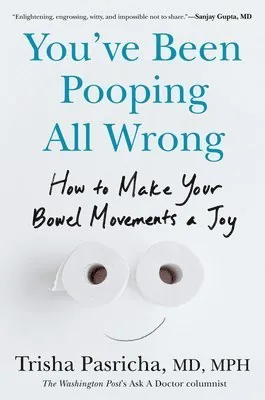 "Enlightening, engrossing, witty, and impossible not to share."—Sanjay Gupta, MD
You've Been
Pooping
All Wrong
How to Make Your
Bowel Movements a Joy
Trisha Pasricha, MD, MPH
The Washington Post's Ask A Doctor columnist